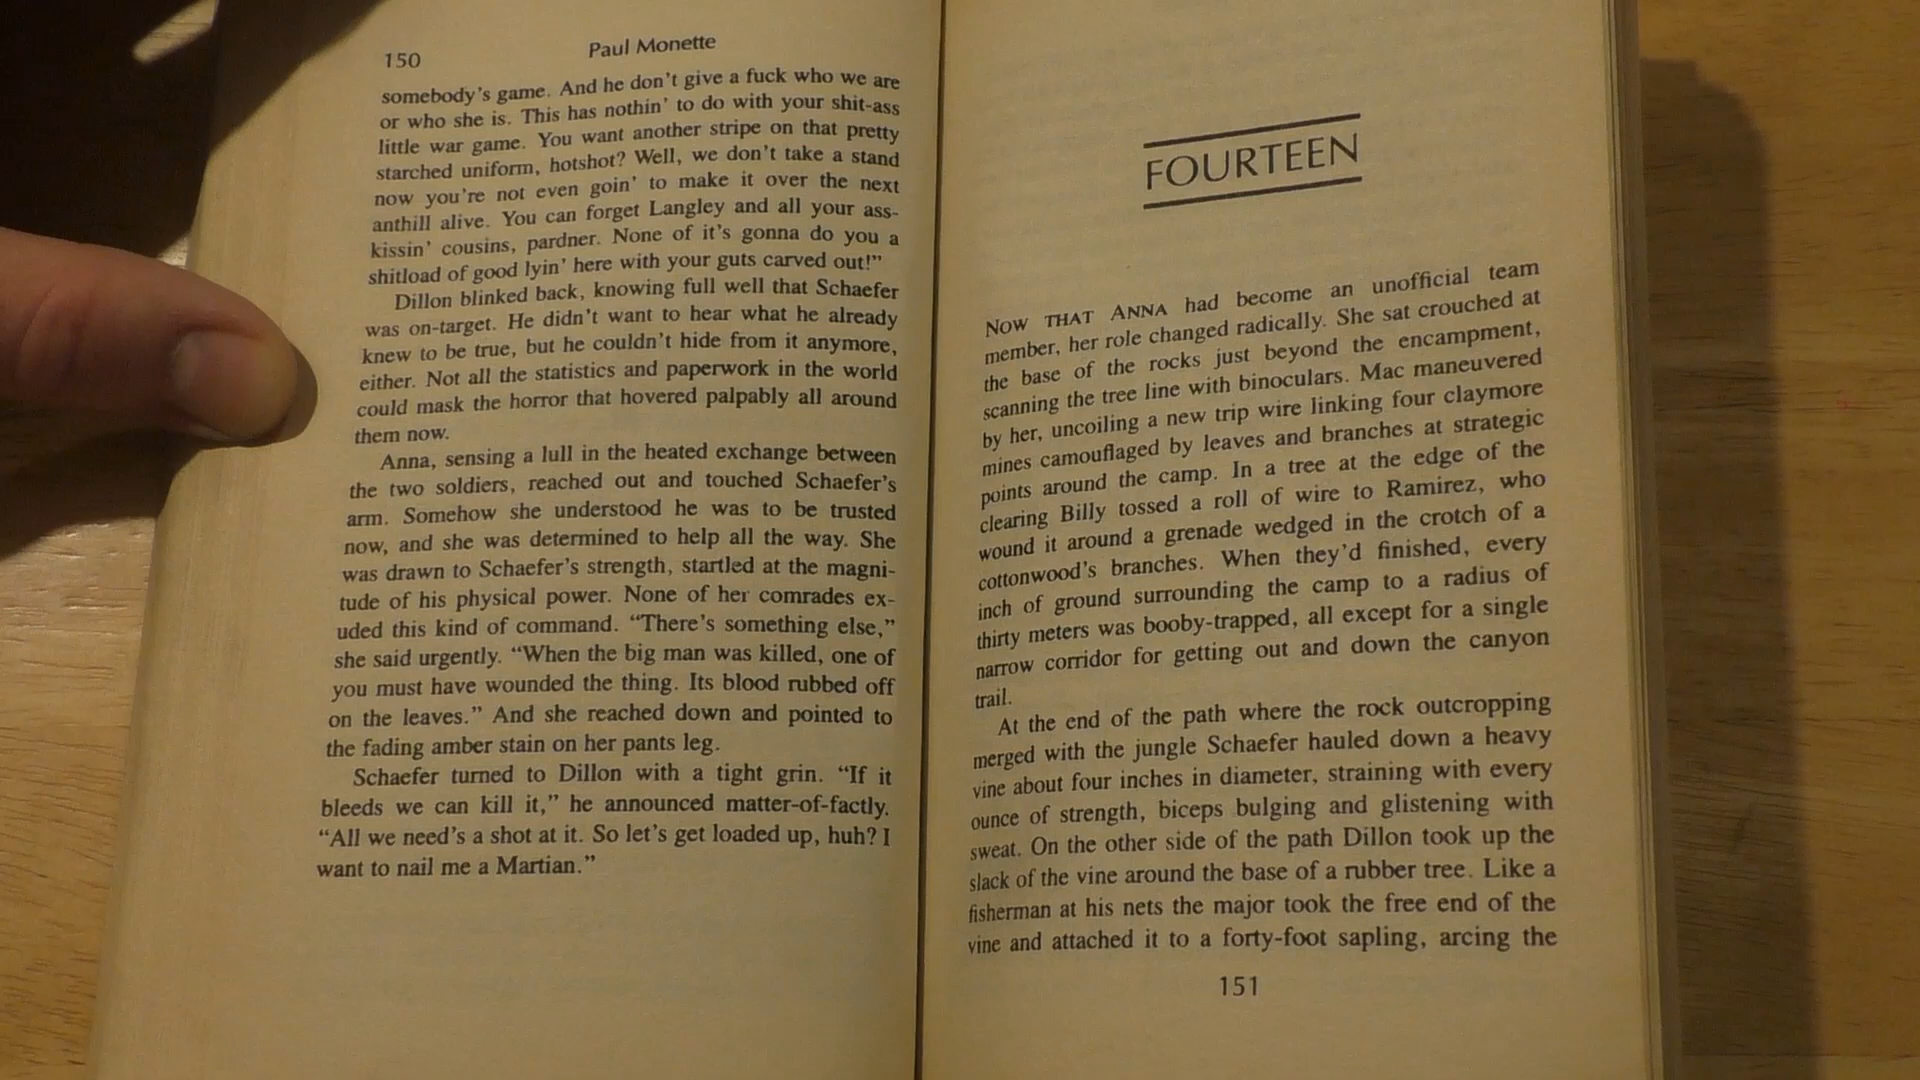 150
Paul Monette
somebody's game. And he don't give a fuck who we are
or who she is. This has nothin' to do with your shit-ass
little war game. You want another stripe on that pretty
starched uniform, hotshot? Well, we don't take a stand
now you're not even goin' to make it over the next
anthill alive. You can forget Langley and all your ass-
kissin' cousins, pardner. None of it's gonna do you a
shitload of good lyin' here with your guts carved out!”
Dillon blinked back, knowing full well that Schaefer
was on-target. He didn't want to hear what he already
knew to be true, but he couldn't hide from it anymore,
either. Not all the statistics and paperwork in the world
could mask the horror that hovered palpably all around
them now.
Anna, sensing a lull in the heated exchange between
the two soldiers, reached out and touched Schaefer's
arm. Somehow she understood he was to be trusted
now, and she was determined to help all the way. She
was drawn to Schaefer's strength, startled at the magni-
tude of his physical power. None of her comrades ex-
uded this kind of command. “There's something else,”
she said urgently. “When the big man was killed, one of
you must have wounded the thing. Its blood rubbed off
on the leaves.” And she reached down and pointed to
the fading amber stain on her pants leg.
Schaefer turned to Dillon with a tight grin. “If it
bleeds we can kill it,” he announced matter-of-factly.
“All we need's a shot at it. So let's get loaded up, huh? I
want to nail me a Martian.”
FOURTEEN
NOW THAT ANNA had become an unofficial team
member, her role changed radically. She sat crouched at
the base of the rocks just beyond the encampment,
scanning the tree line with binoculars. Mac maneuvered
by her, uncoiling a new trip wire linking four claymore
mines camouflaged by leaves and branches at strategic
points around the camp. In a tree at the edge of the
clearing Billy tossed a roll of wire to Ramirez, who
wound it around a grenade wedged in the crotch of a
cottonwood's branches. When they'd finished, every
inch of ground surrounding the camp to a radius of
thirty meters was booby-trapped, all except for a single
narrow corridor for getting out and down the canyon
trail.
At the end of the path where the rock outcropping
merged with the jungle Schaefer hauled down a heavy
vine about four inches in diameter, straining with every
ounce of strength, biceps bulging and glistening with
sweat. On the other side of the path Dillon took up the
slack of the vine around the base of a rubber tree. Like a
fisherman at his nets the major took the free end of the
vine and attached it to a forty-foot sapling, arcing the
151